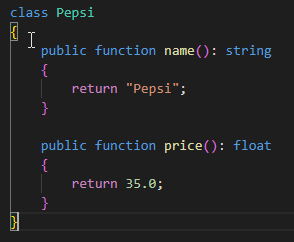 class Pepsi
{
    public function name(): string
    {
        return "Pepsi";
    }

    public function price(): float
    {
        return 35.0;
    }
}